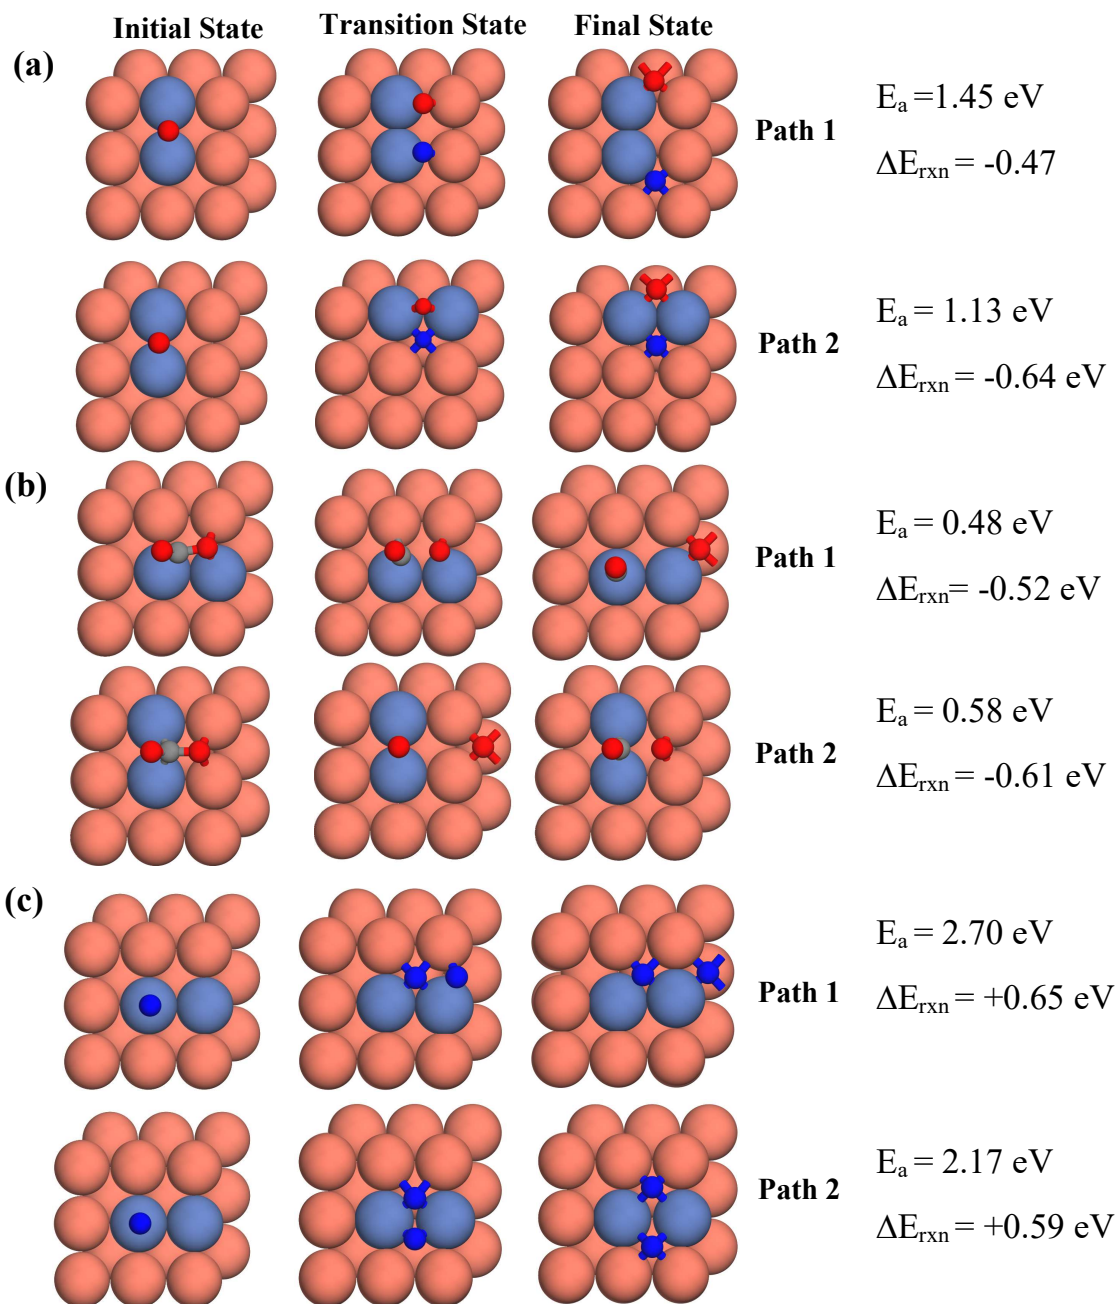 Initial State Transition State Final State
(a)
Path 1
Eₐ =1.45 eV
ΔEᵣₓₙ = -0.47
Path 2
Eₐ = 1.13 eV
ΔEᵣₓₙ = -0.64 eV
(b)
Path 1
Eₐ = 0.48 eV
ΔEᵣₓₙ= -0.52 eV
Path 2
Eₐ = 0.58 eV
ΔEᵣₓₙ = -0.61 eV
(c)
Path 1
Eₐ = 2.70 eV
ΔEᵣₓₙ = +0.65 eV
Path 2
Eₐ = 2.17 eV
ΔEᵣₓₙ = +0.59 eV